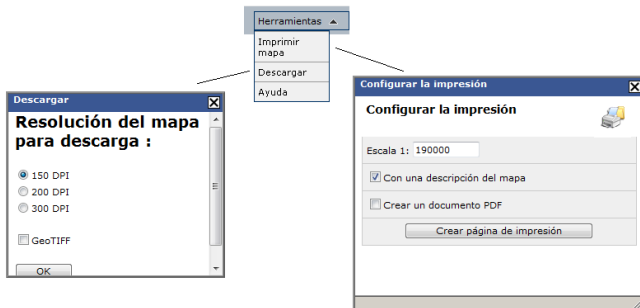 Herramientas
Imprimir
mapa
Descargar
Ayuda
Descargar
Resolución del mapa
para descarga :
150 DPI
200 DPI
300 DPI
GeoTIFF
OK
Configurar la impresión
Configurar la impresión
Escala 1: 190000
Con una descripción del mapa
Crear un documento PDF
Crear página de impresión